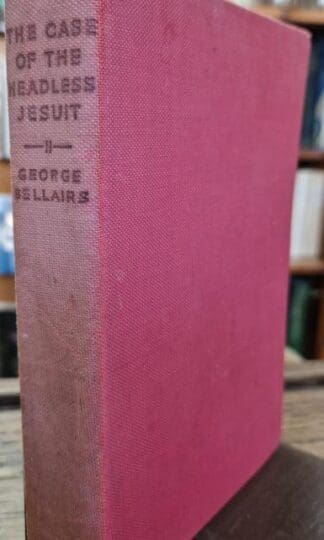 THE CASE
OF THE
HEADLESS
JESUIT
GEORGE
BELLAIRS